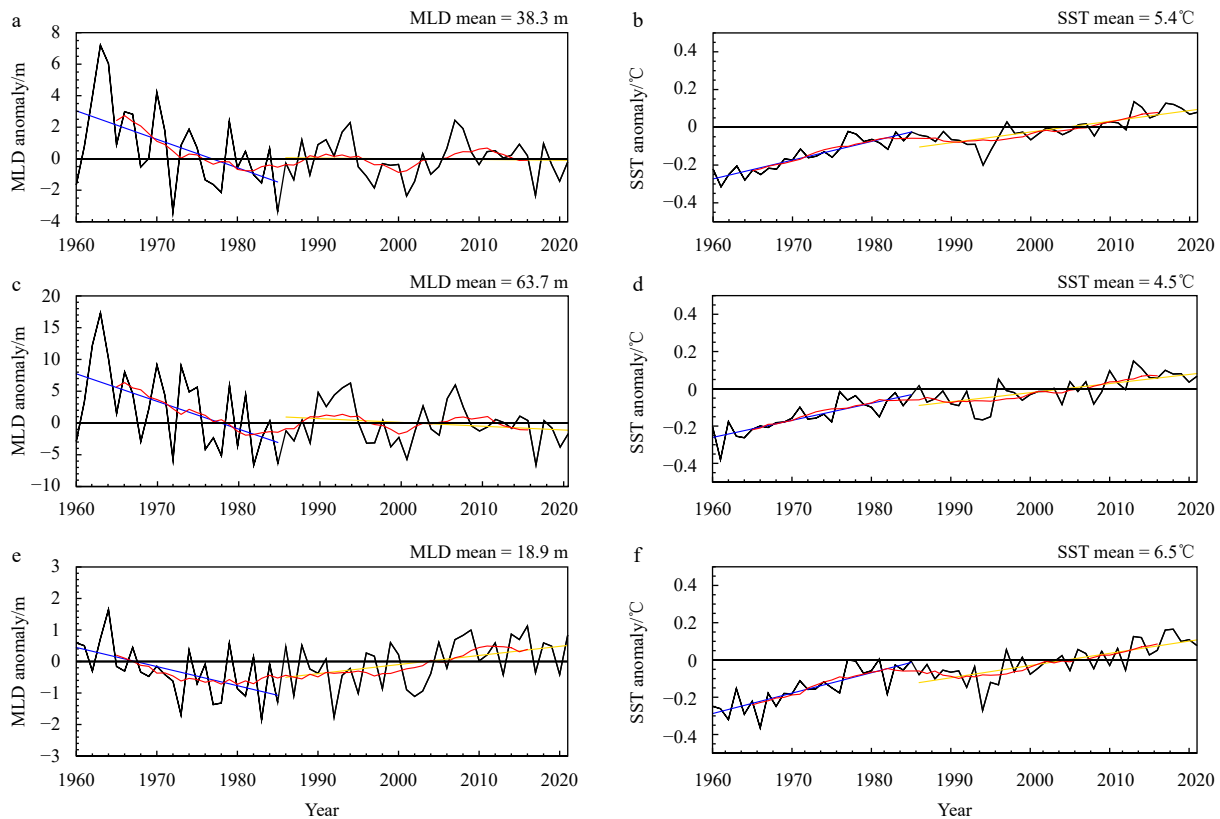 a
MLD mean = 38.3 m
MLD anomaly/m
8
6
4
2
0
−2
−4
1960 1970 1980 1990 2000 2010 2020
b
SST mean = 5.4℃
SST anomaly/℃
0.4
0.2
0
−0.2
−0.4
1960 1970 1980 1990 2000 2010 2020
c
MLD mean = 63.7 m
MLD anomaly/m
20
15
10
5
0
−5
−10
1960 1970 1980 1990 2000 2010 2020
d
SST mean = 4.5℃
SST anomaly/℃
0.4
0.2
0
−0.2
−0.4
1960 1970 1980 1990 2000 2010 2020
e
MLD mean = 18.9 m
MLD anomaly/m
3
2
1
0
−1
−2
−3
1960 1970 1980 1990 2000 2010 2020
Year
f
SST mean = 6.5℃
SST anomaly/℃
0.4
0.2
0
−0.2
−0.4
1960 1970 1980 1990 2000 2010 2020
Year